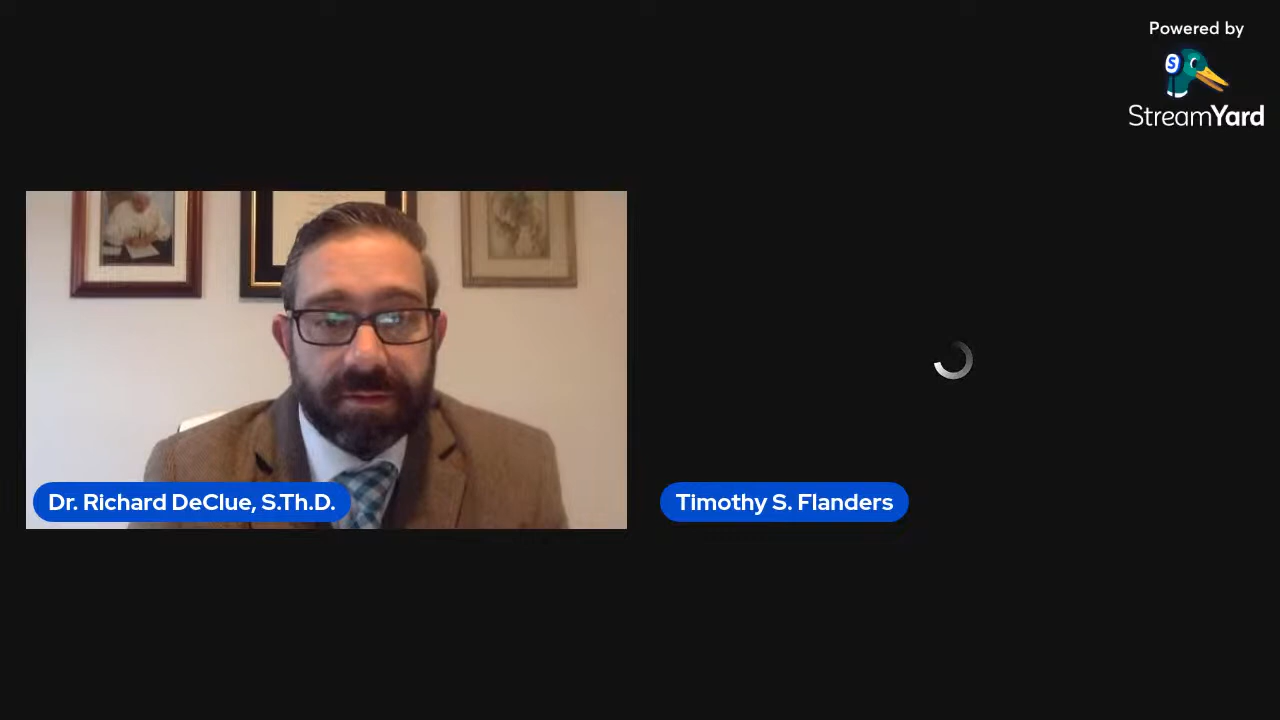 Powered by
S
StreamYard
Dr. Richard DeClue, S.Th.D.
Timothy S. Flanders